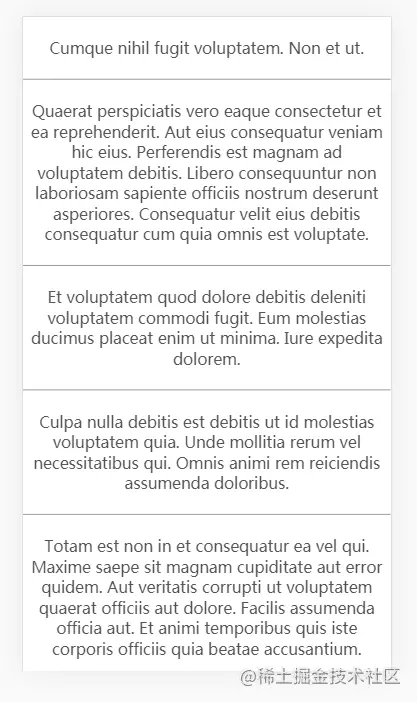 Cumque nihil fugit voluptatem. Non et ut.
Quaerat perspiciatis vero eaque consectetur et
ea reprehenderit. Aut eius consequatur veniam
hic eius. Perferendis est magnam ad
voluptatem debitis. Libero consequuntur non
laboriosam sapiente officiis nostrum deserunt
asperiores. Consequatur velit eius debitis
consequatur cum quia omnis est voluptate.
Et voluptatem quod dolore debitis deleniti
voluptatem commodi fugit. Eum molestias
ducimus placeat enim ut minima. Iure expedita
dolorem.
Culpa nulla debitis est debitis ut id molestias
voluptatem quia. Unde mollitia rerum vel
necessitatibus qui. Omnis animi rem reiciendis
assumenda doloribus.
Totam est non in et consequatur ea vel qui.
Maxime saepe sit magnam cupiditate aut error
quidem. Aut veritatis corrupti ut voluptatem
quaerat officiis aut dolore. Facilis assumenda
officia aut. Et animi temporibus quis iste
corporis officiis quia beatae accusantium.
@稀土掘金技术社区